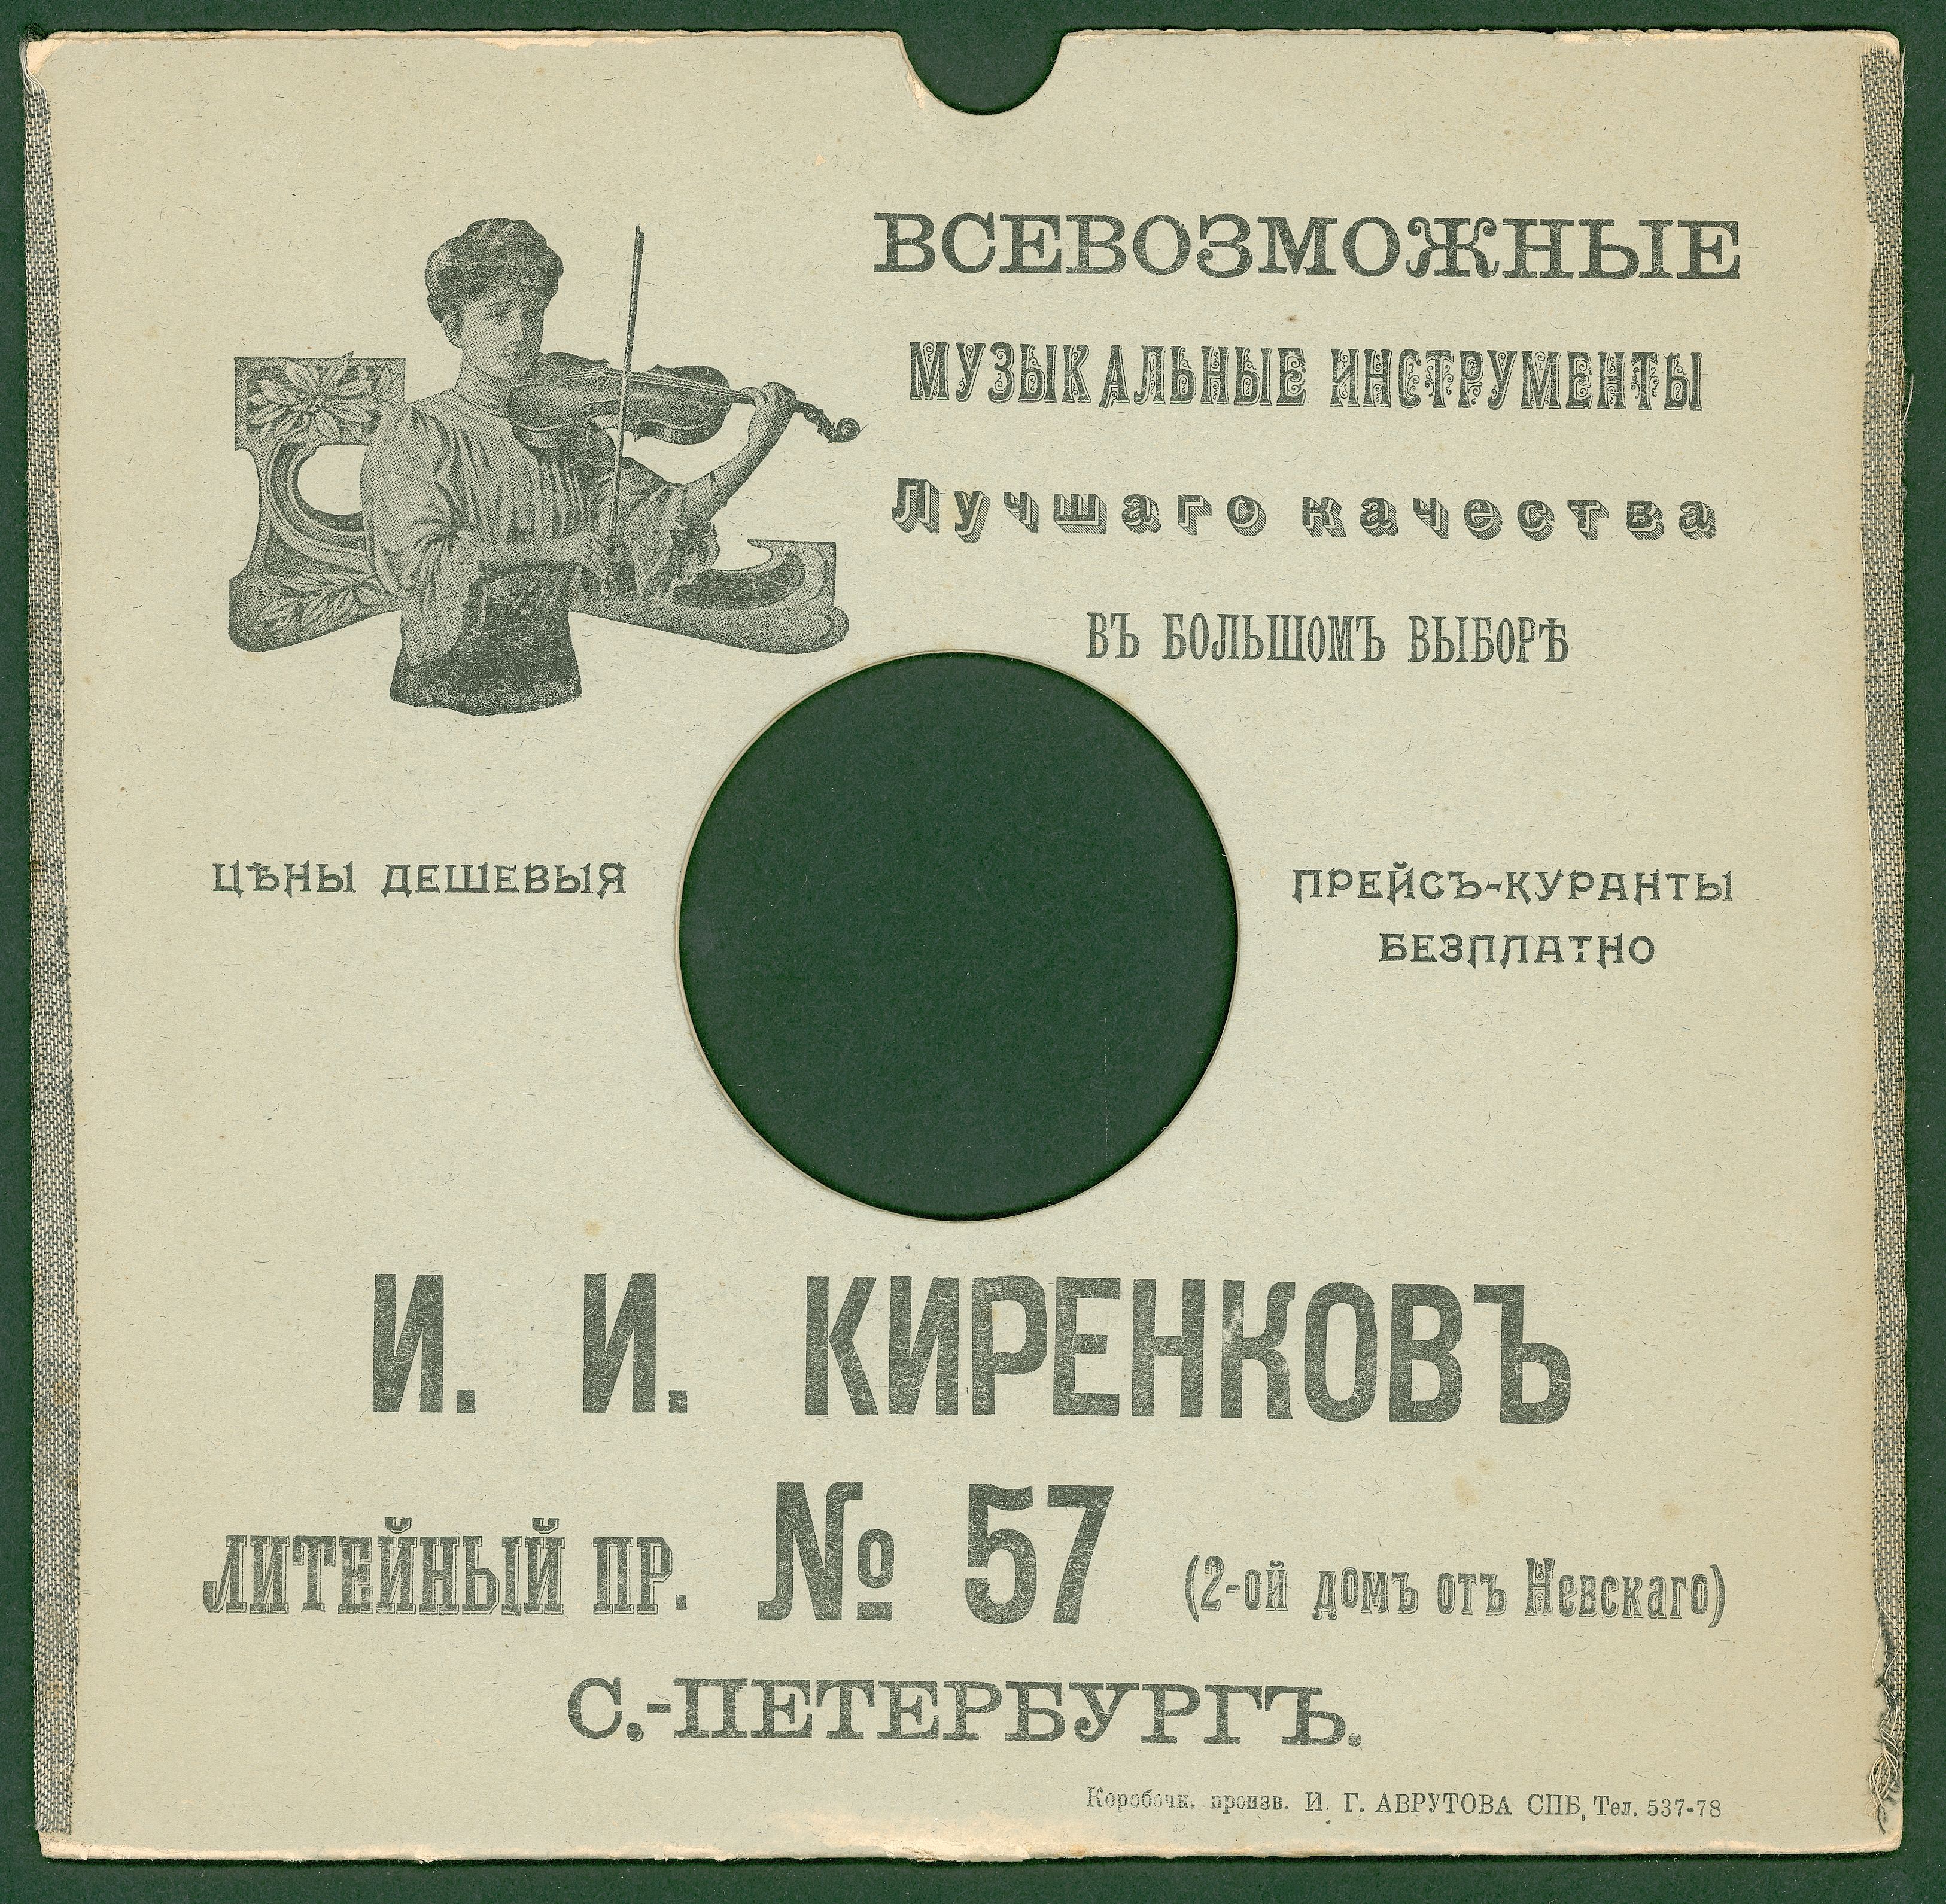 ВСЕВОЗМОЖНЫЕ
МУЗЫКАЛЬНЫЕ ИНСТРУМЕНТЫ
Лучшаго качества
ВЪ БОЛЬШОМЪ ВЫБОРѢ
ЦѢНЫ ДЕШЕВЫЯ
ПРЕЙСЪ-КУРАНТЫ
БЕЗПЛАТНО
И. И. КИРЕНКОВЪ
ЛИТЕЙНЫЙ ПР. № 57 (2-ой домъ отъ Невскаго)
С.-ПЕТЕРБУРГЪ.
Коробочн. произв. И. Г. АВРУТОВА СПБ, Тел. 537-78